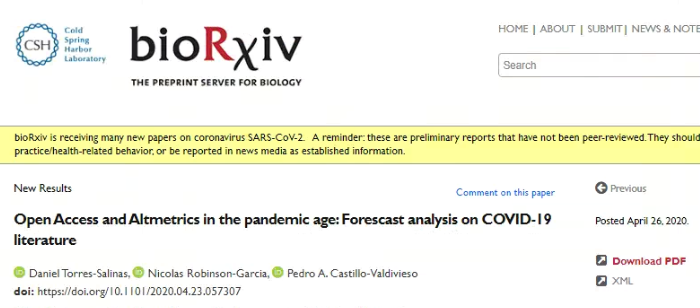 CSH
Cold
Spring
Harbor
Laboratory
bioRxiv
THE PREPRINT SERVER FOR BIOLOGY
HOME | ABOUT | SUBMIT | NEWS & NOTE
Search
bioRxiv is receiving many new papers on coronavirus SARS-CoV-2. A reminder: these are preliminary reports that have not been peer-reviewed. They should
practice/health-related behavior, or be reported in news media as established information.
New Results
Comment on this paper
Previous
Open Access and Altmetrics in the pandemic age: Forescast analysis on COVID-19
literature
Posted April 26, 2020.
Download PDF
XML
iD Daniel Torres-Salinas, iD Nicolas Robinson-Garcia, iD Pedro A. Castillo-Valdivieso
doi: https://doi.org/10.1101/2020.04.23.057307